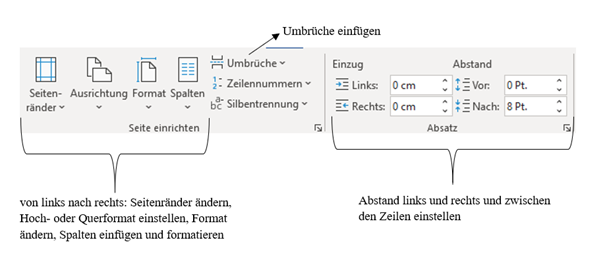 Umbrüche einfügen
Seiten-
ränder
Ausrichtung
Format
Spalten
Umbrüche
Zeilennummern
Silbentrennung
Seite einrichten
Einzug
Abstand
Links: 0 cm
Vor: 0 Pt.
Rechts: 0 cm
Nach: 8 Pt.
Absatz
von links nach rechts: Seitenränder ändern,
Hoch- oder Querformat einstellen, Format
ändern, Spalten einfügen und formatieren
Abstand links und rechts und zwischen
den Zeilen einstellen